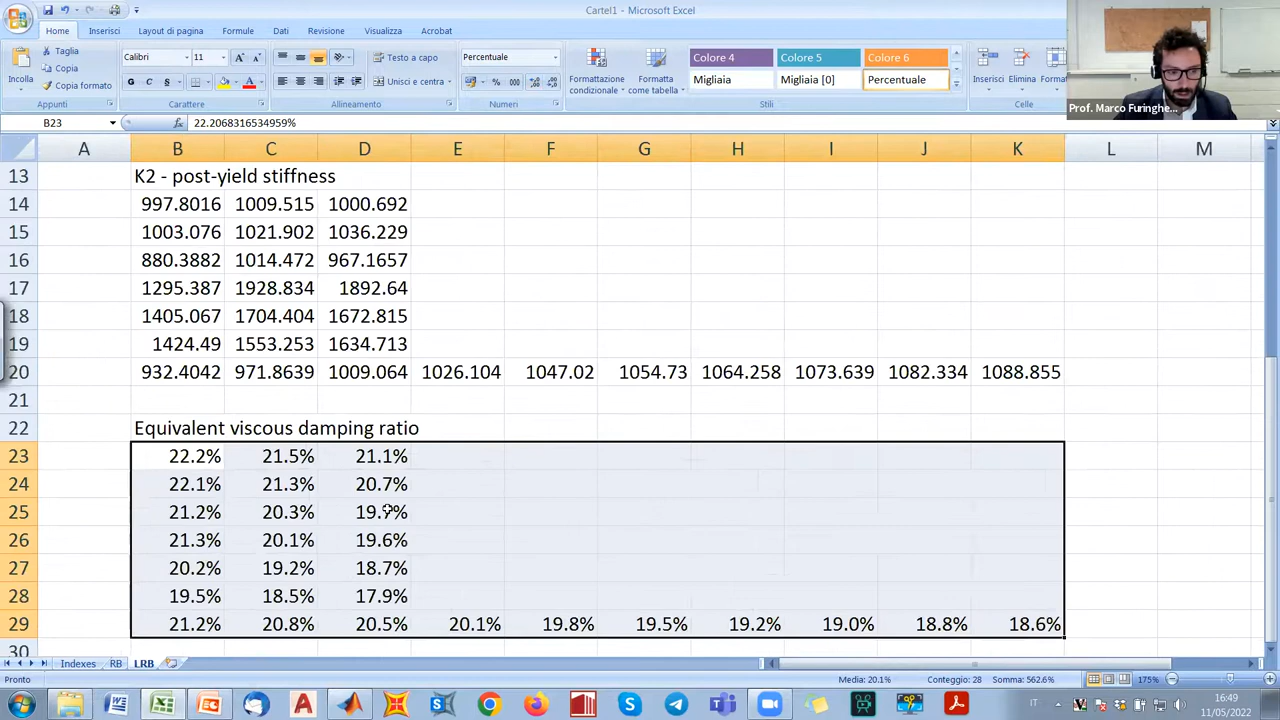 Cartel1 - Microsoft Excel
Home Inserisci Layout di pagina Formule Dati Revisione Visualizza Acrobat
Incolla
Taglia
Copia
Copia formato
Appunti
Calibri 11
G C S
Carattere
Testo a capo
Unisci e centra
Allineamento
Percentuale
% 000
Numeri
Formattazione condizionale
Formatta come tabella
Colore 4 Colore 5 Colore 6
Migliaia Migliaia [0] Percentuale
Stili
Inserisci Elimina Format
Celle
Prof. Marco Furinghe...
B23 fx 22.2068316534959%
A B C D E F G H I J K L M
13 K2 - post-yield stiffness
14 997.8016 1009.515 1000.692
15 1003.076 1021.902 1036.229
16 880.3882 1014.472 967.1657
17 1295.387 1928.834 1892.64
18 1405.067 1704.404 1672.815
19 1424.49 1553.253 1634.713
20 932.4042 971.8639 1009.064 1026.104 1047.02 1054.73 1064.258 1073.639 1082.334 1088.855
21
22 Equivalent viscous damping ratio
23 22.2% 21.5% 21.1%
24 22.1% 21.3% 20.7%
25 21.2% 20.3%
26 21.3% 20.1% 19.6%
27 20.2% 19.2% 18.7%
28 19.5% 18.5% 17.9%
29 21.2% 20.8% 20.5% 20.1% 19.8% 19.5% 19.2% 19.0% 18.8% 18.6%
30
Indexes RB LRB
Pronto Media: 20.1% Conteggio: 28 Somma: 562.6% 175%
IT 16:49
11/05/2022